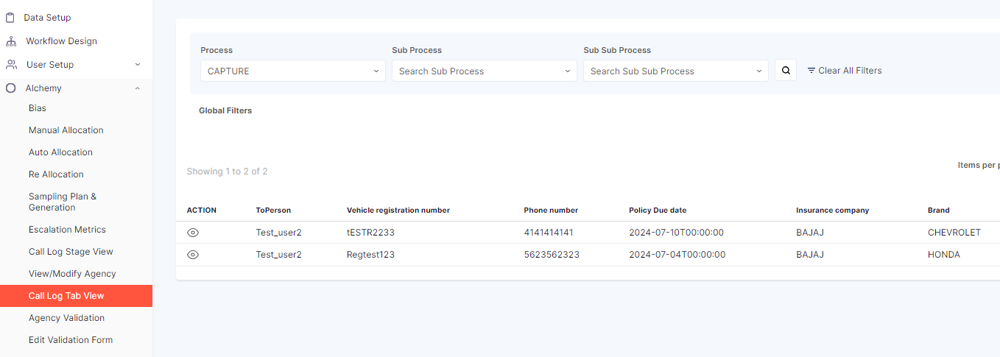 Data Setup
Workflow Design
User Setup
Alchemy
Bias
Manual Allocation
Auto Allocation
Re Allocation
Sampling Plan &
Generation
Escalation Metrics
Call Log Stage View
View/Modify Agency
Call Log Tab View
Agency Validation
Edit Validation Form
Process Sub Process Sub Sub Process
CAPTURE Search Sub Process Search Sub Sub Process Clear All Filters
Global Filters
Items per p
Showing 1 to 2 of 2
ACTION ToPerson Vehicle registration number Phone number Policy Due date Insurance company Brand
Test_user2 tESTR2233 4141414141 2024-07-10T00:00:00 BAJAJ CHEVROLET
Test_user2 Regtest123 5623562323 2024-07-04T00:00:00 BAJAJ HONDA